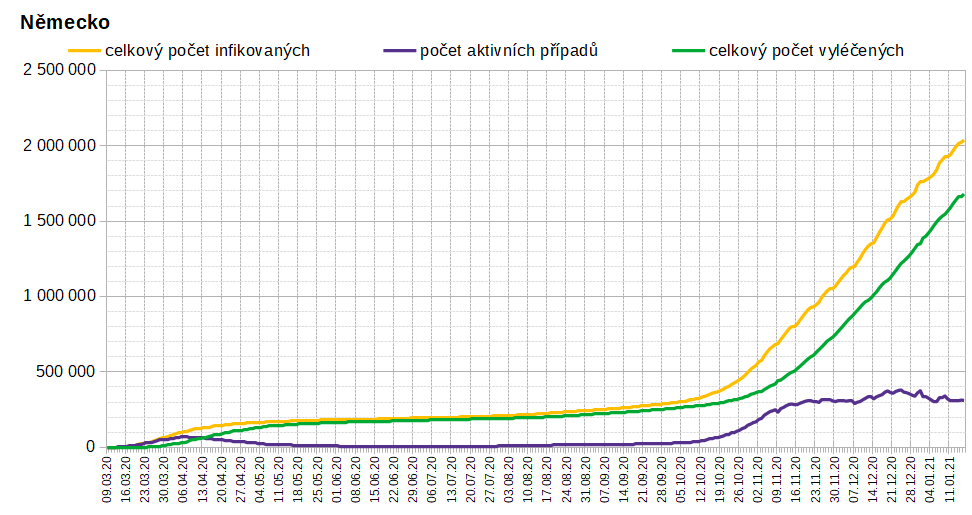 Německo
celkový počet infikovaných počet aktivních případů celkový počet vyléčených
2 500 000
2 000 000
1 500 000
1 000 000
500 000
0
09.03.20 16.03.20 23.03.20 30.03.20 06.04.20 13.04.20 20.04.20 27.04.20 04.05.20 11.05.20 18.05.20 25.05.20 01.06.20 08.06.20 15.06.20 22.06.20 29.06.20 06.07.20 13.07.20 20.07.20 27.07.20 03.08.20 10.08.20 17.08.20 24.08.20 31.08.20 07.09.20 14.09.20 21.09.20 28.09.20 05.10.20 12.10.20 19.10.20 26.10.20 02.11.20 09.11.20 16.11.20 23.11.20 30.11.20 07.12.20 14.12.20 21.12.20 28.12.20 04.01.21 11.01.21